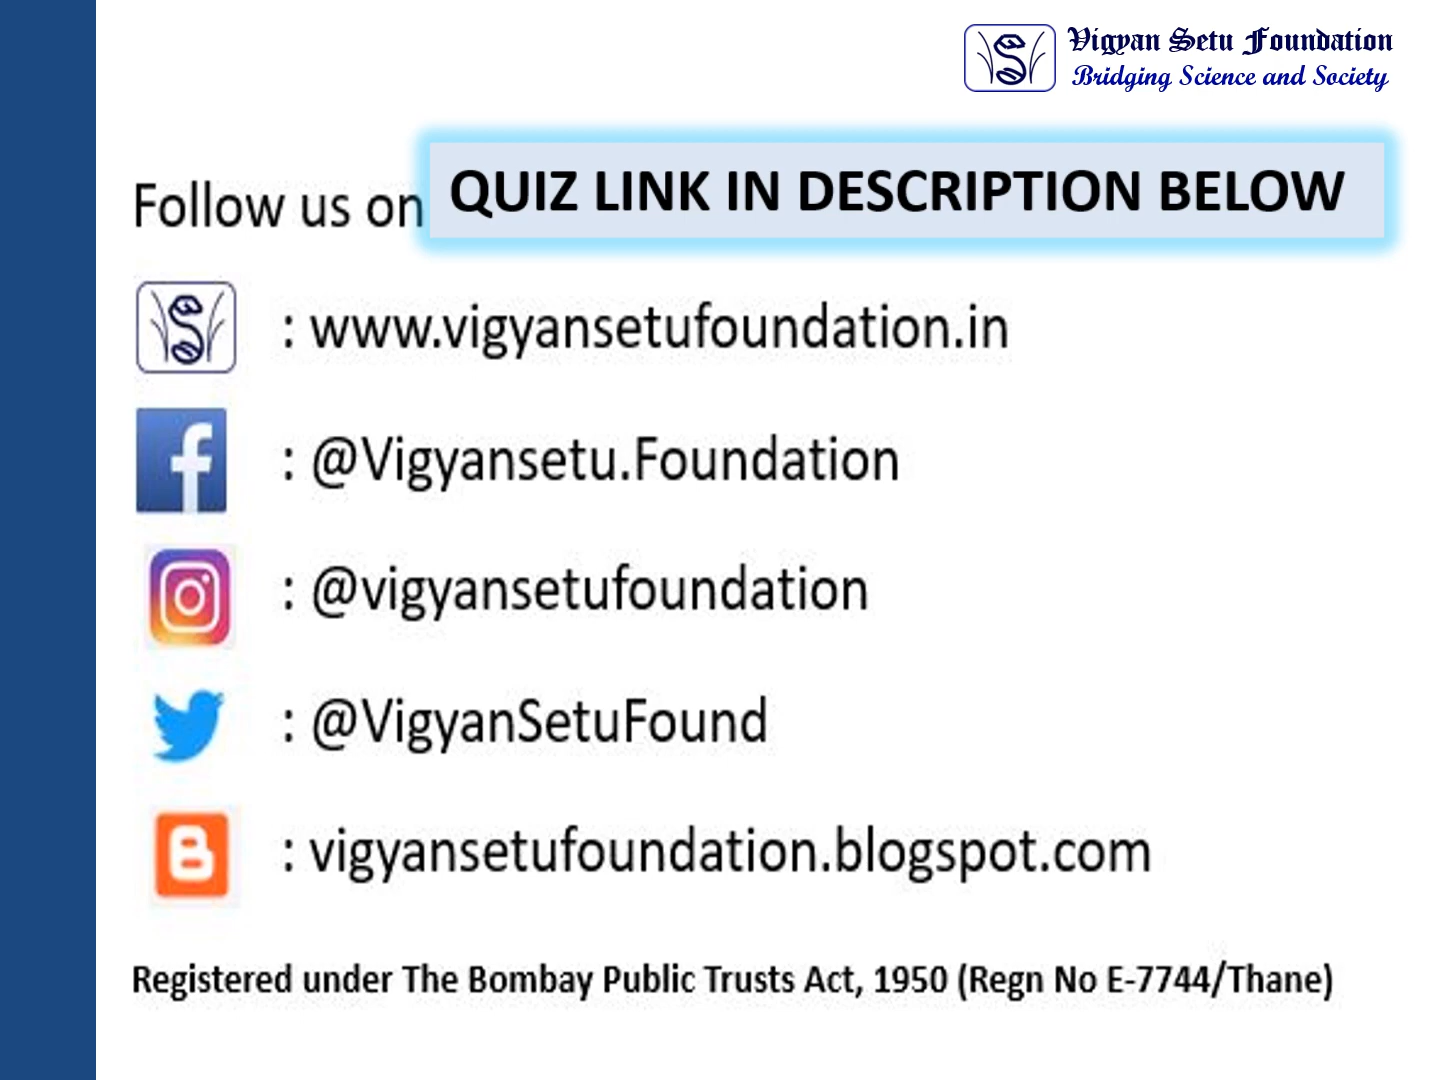 Vigyan Setu Foundation
Bridging Science and Society
Follow us on
QUIZ LINK IN DESCRIPTION BELOW
: www.vigyansetufoundation.in
: @Vigyansetu.Foundation
: @vigyansetufoundation
: @VigyanSetuFound
: vigyansetufoundation.blogspot.com
Registered under The Bombay Public Trusts Act, 1950 (Regn No E-7744/Thane)